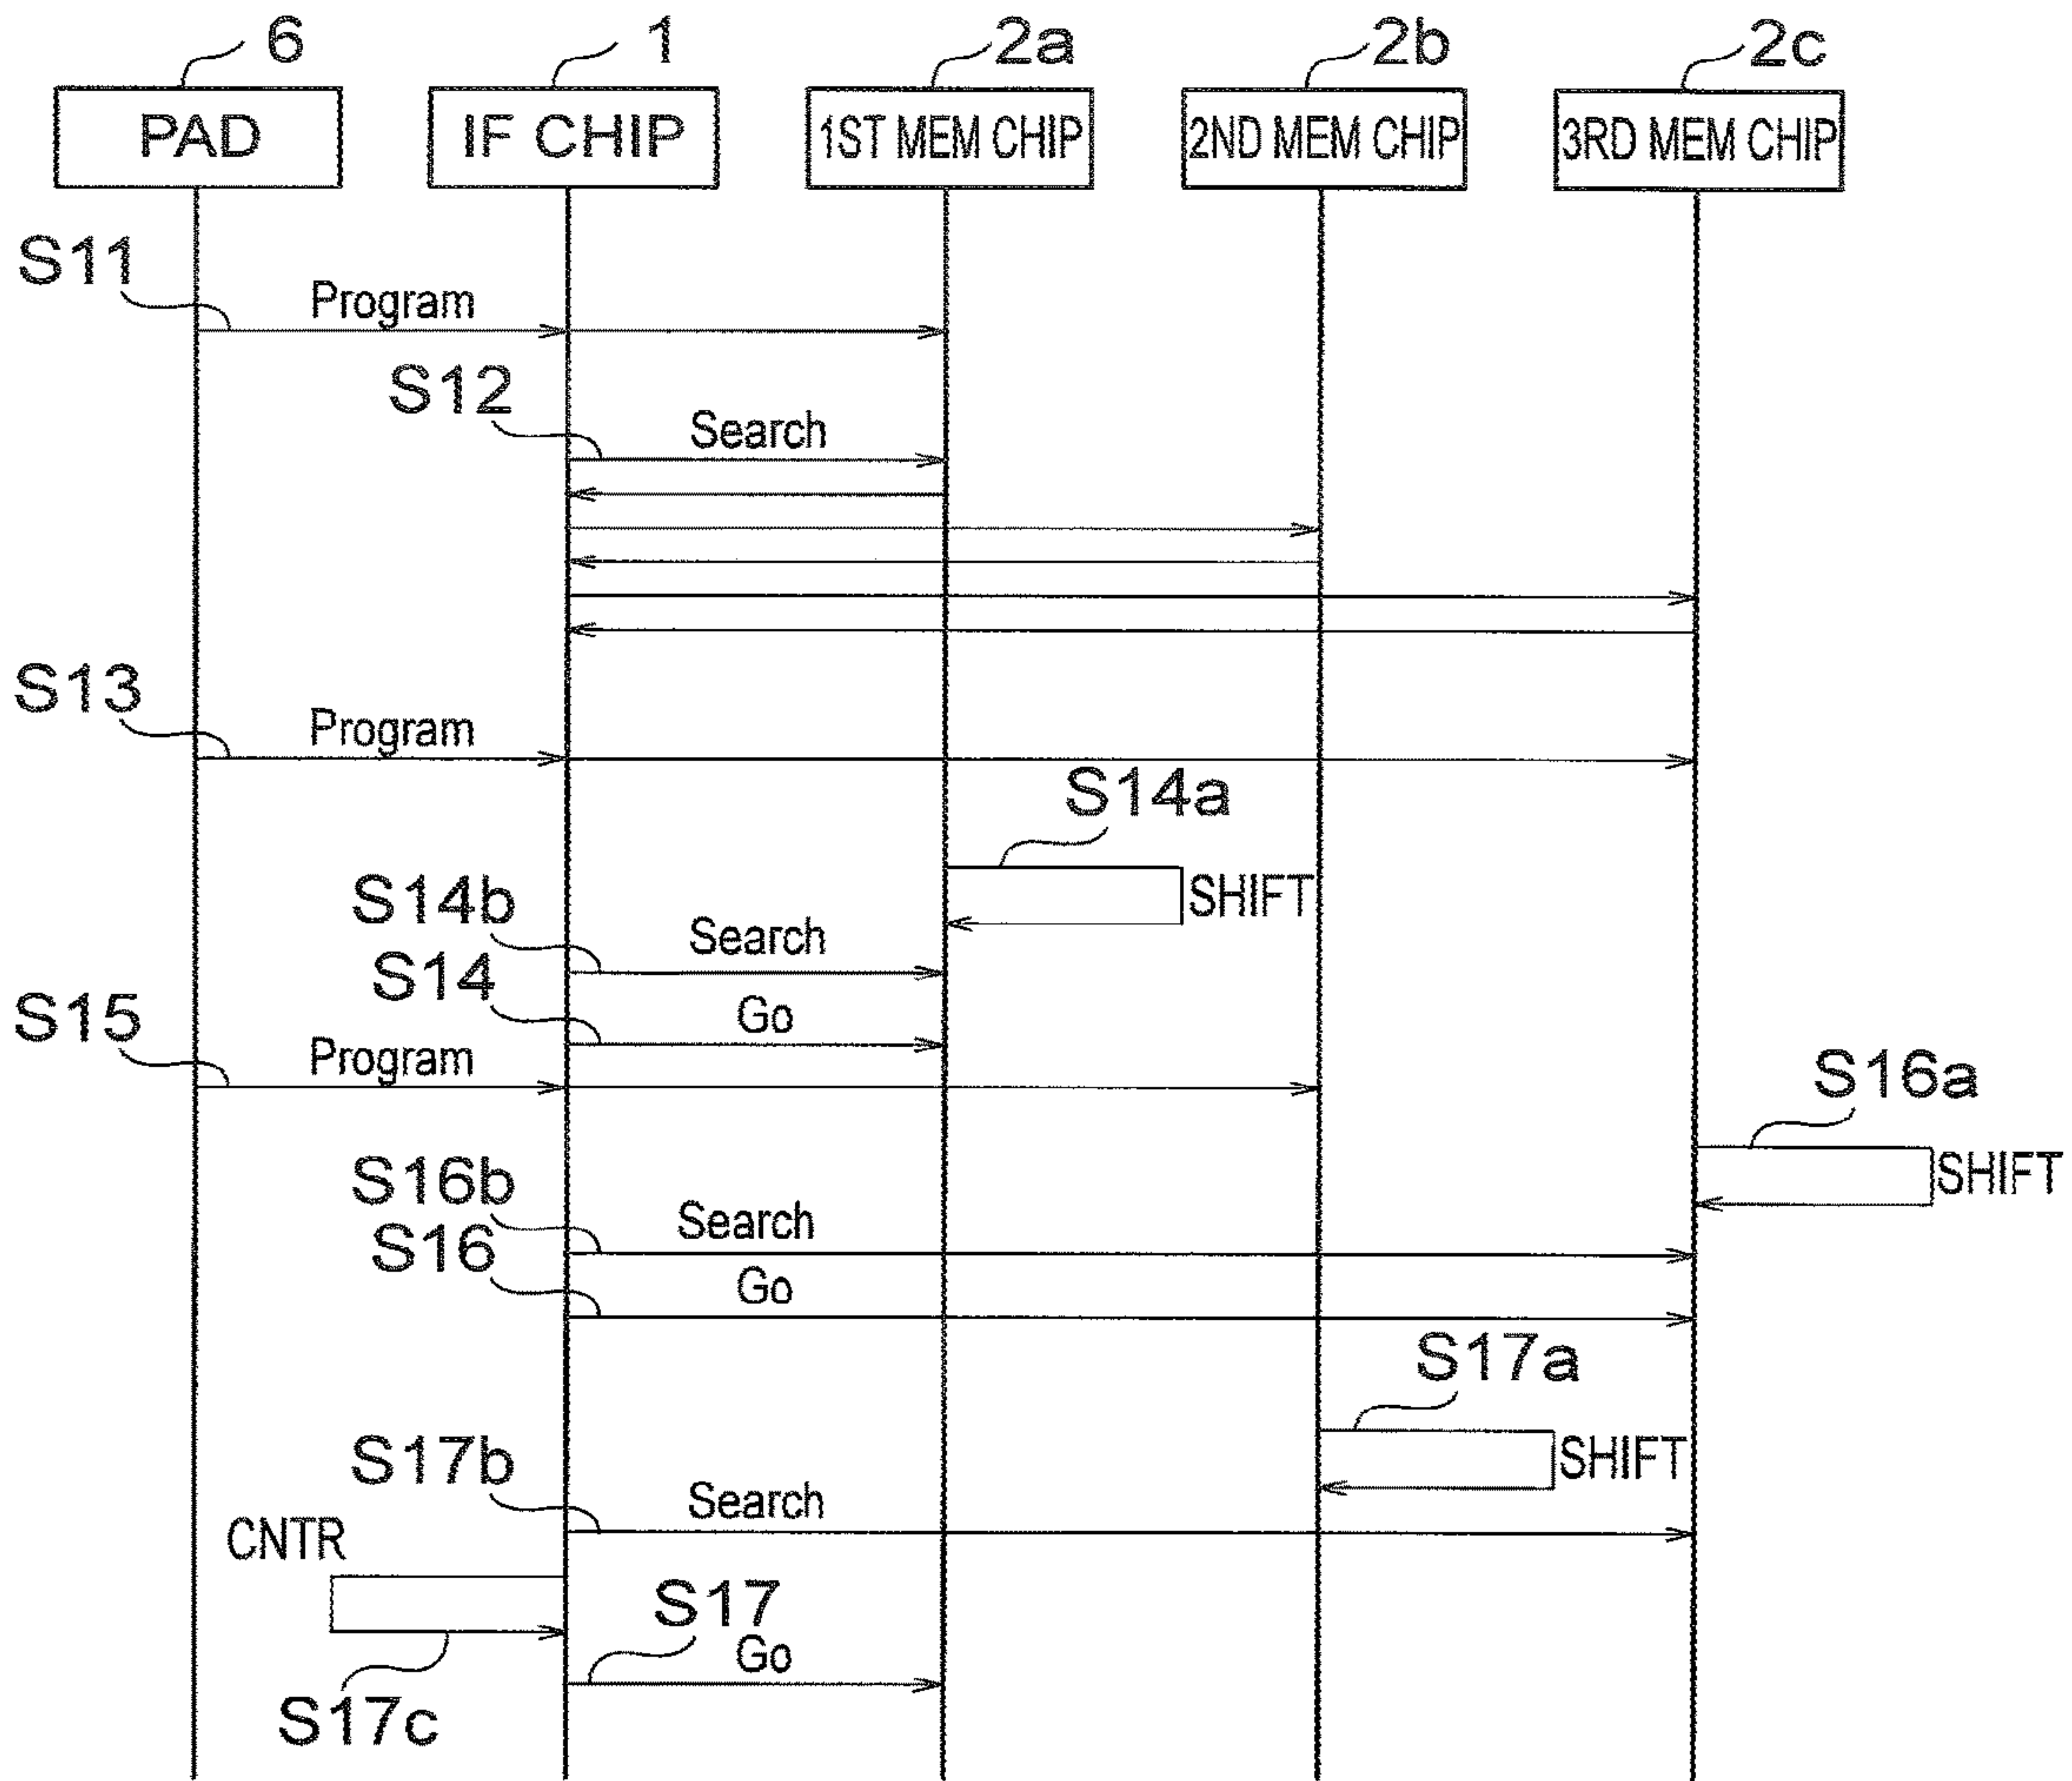 6 1 2a 2b 2c
PAD IF CHIP 1ST MEM CHIP 2ND MEM CHIP 3RD MEM CHIP
S11
Program
S12
Search
S13
Program
S14a
SHIFT
S14b
Search
S14
Go
S15
Program
S16a
SHIFT
S16b
Search
S16
Go
S17a
SHIFT
S17b
Search
CNTR
S17
Go
S17c